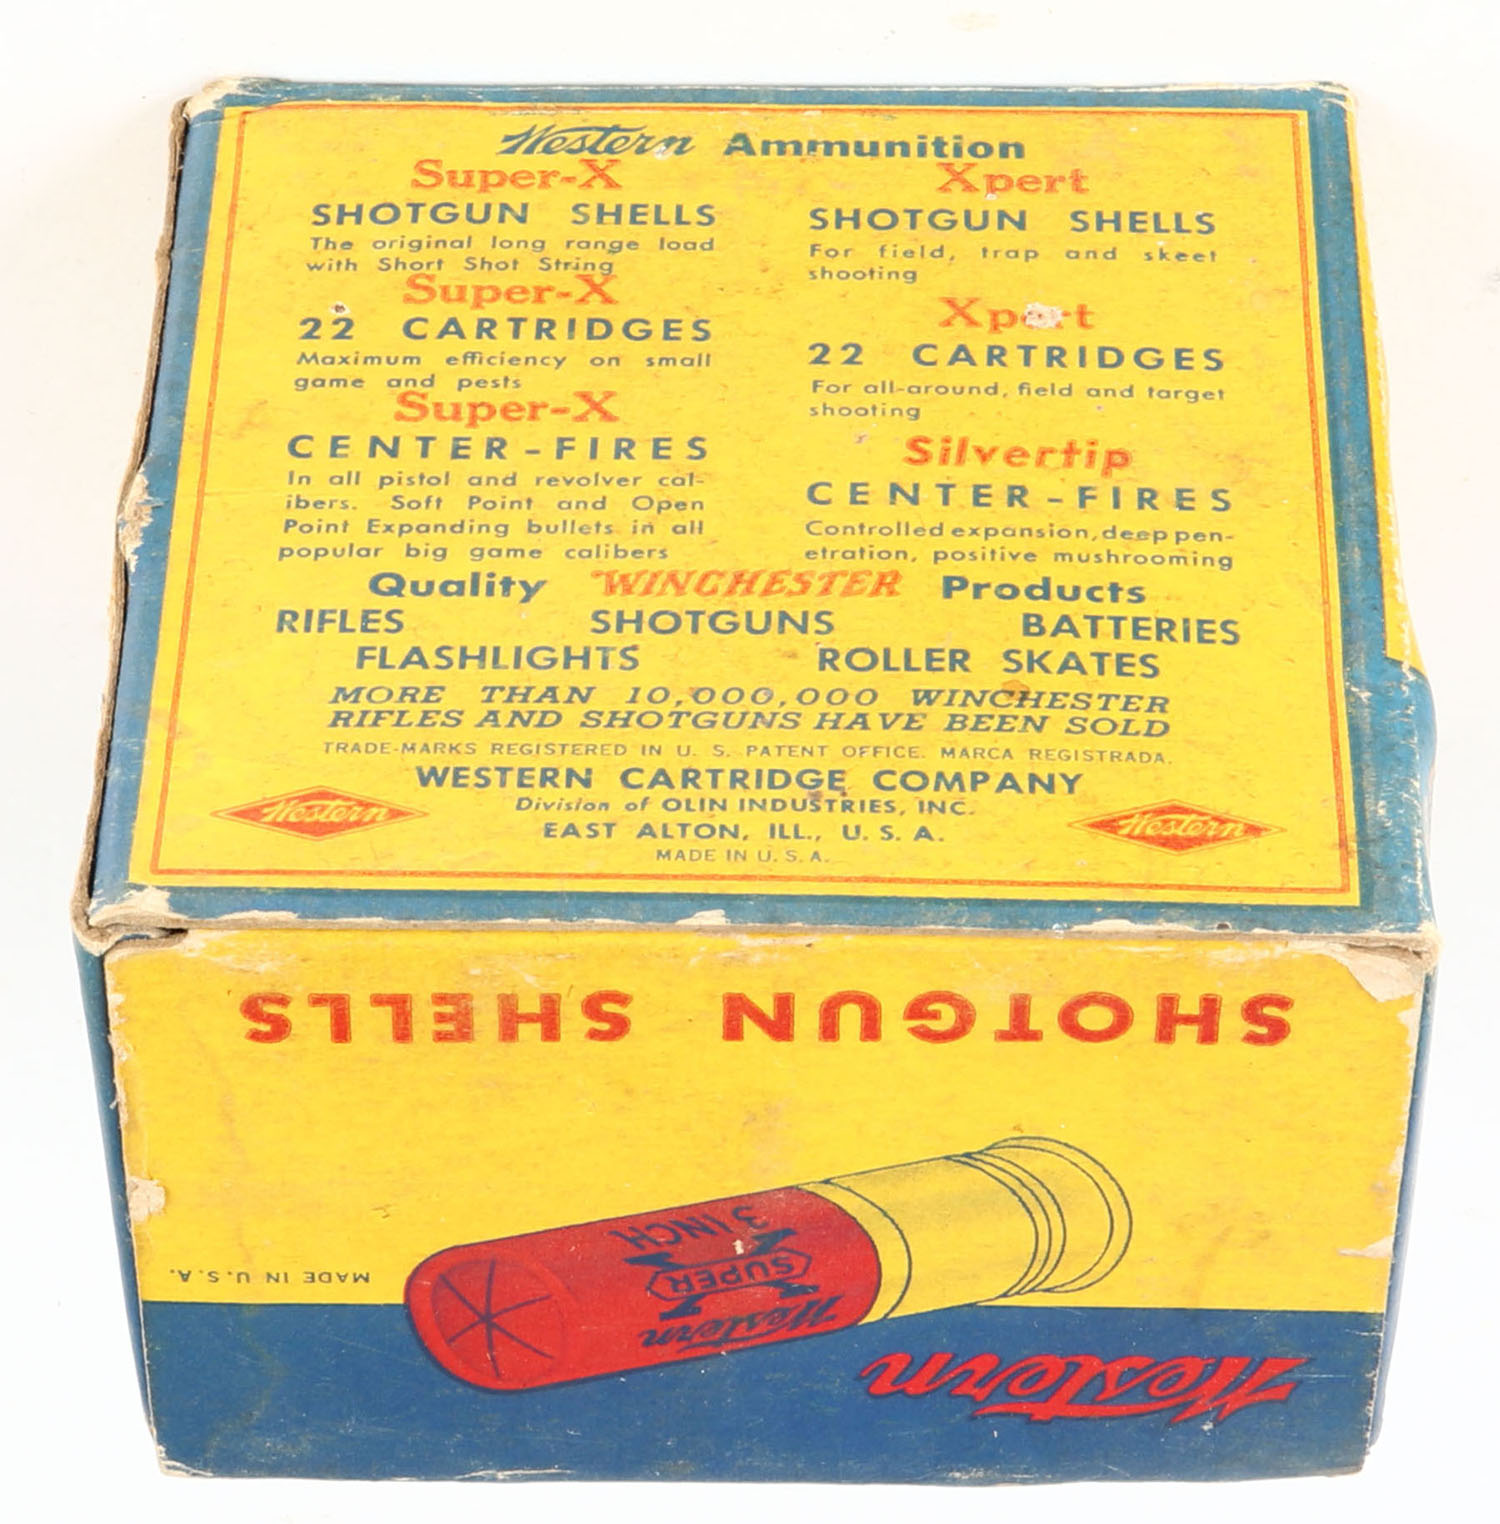 Western Ammunition
Super-X
SHOTGUN SHELLS
The original long range load
with Short Shot String
Super-X
22 CARTRIDGES
Maximum efficiency on small
game and pests
Super-X
CENTER-FIRES
In all pistol and revolver cal-
ibers. Soft Point and Open
Point Expanding bullets in all
popular big game calibers
Xpert
SHOTGUN SHELLS
For field, trap and skeet
shooting
Xpert
22 CARTRIDGES
For all-around, field and target
shooting
Silvertip
CENTER-FIRES
Controlled expansion, deep pen-
etration, positive mushrooming
Quality WINCHESTER Products
RIFLES SHOTGUNS BATTERIES
FLASHLIGHTS ROLLER SKATES
MORE THAN 10,000,000 WINCHESTER
RIFLES AND SHOTGUNS HAVE BEEN SOLD
TRADE-MARKS REGISTERED IN U. S. PATENT OFFICE. MARCA REGISTRADA.
WESTERN CARTRIDGE COMPANY
Division of OLIN INDUSTRIES, INC.
EAST ALTON, ILL., U. S. A.
MADE IN U. S. A.
Western
Western
Western
Western
SUPER
X
3 INCH
MADE IN U.S.A.
SHOTGUN SHELLS